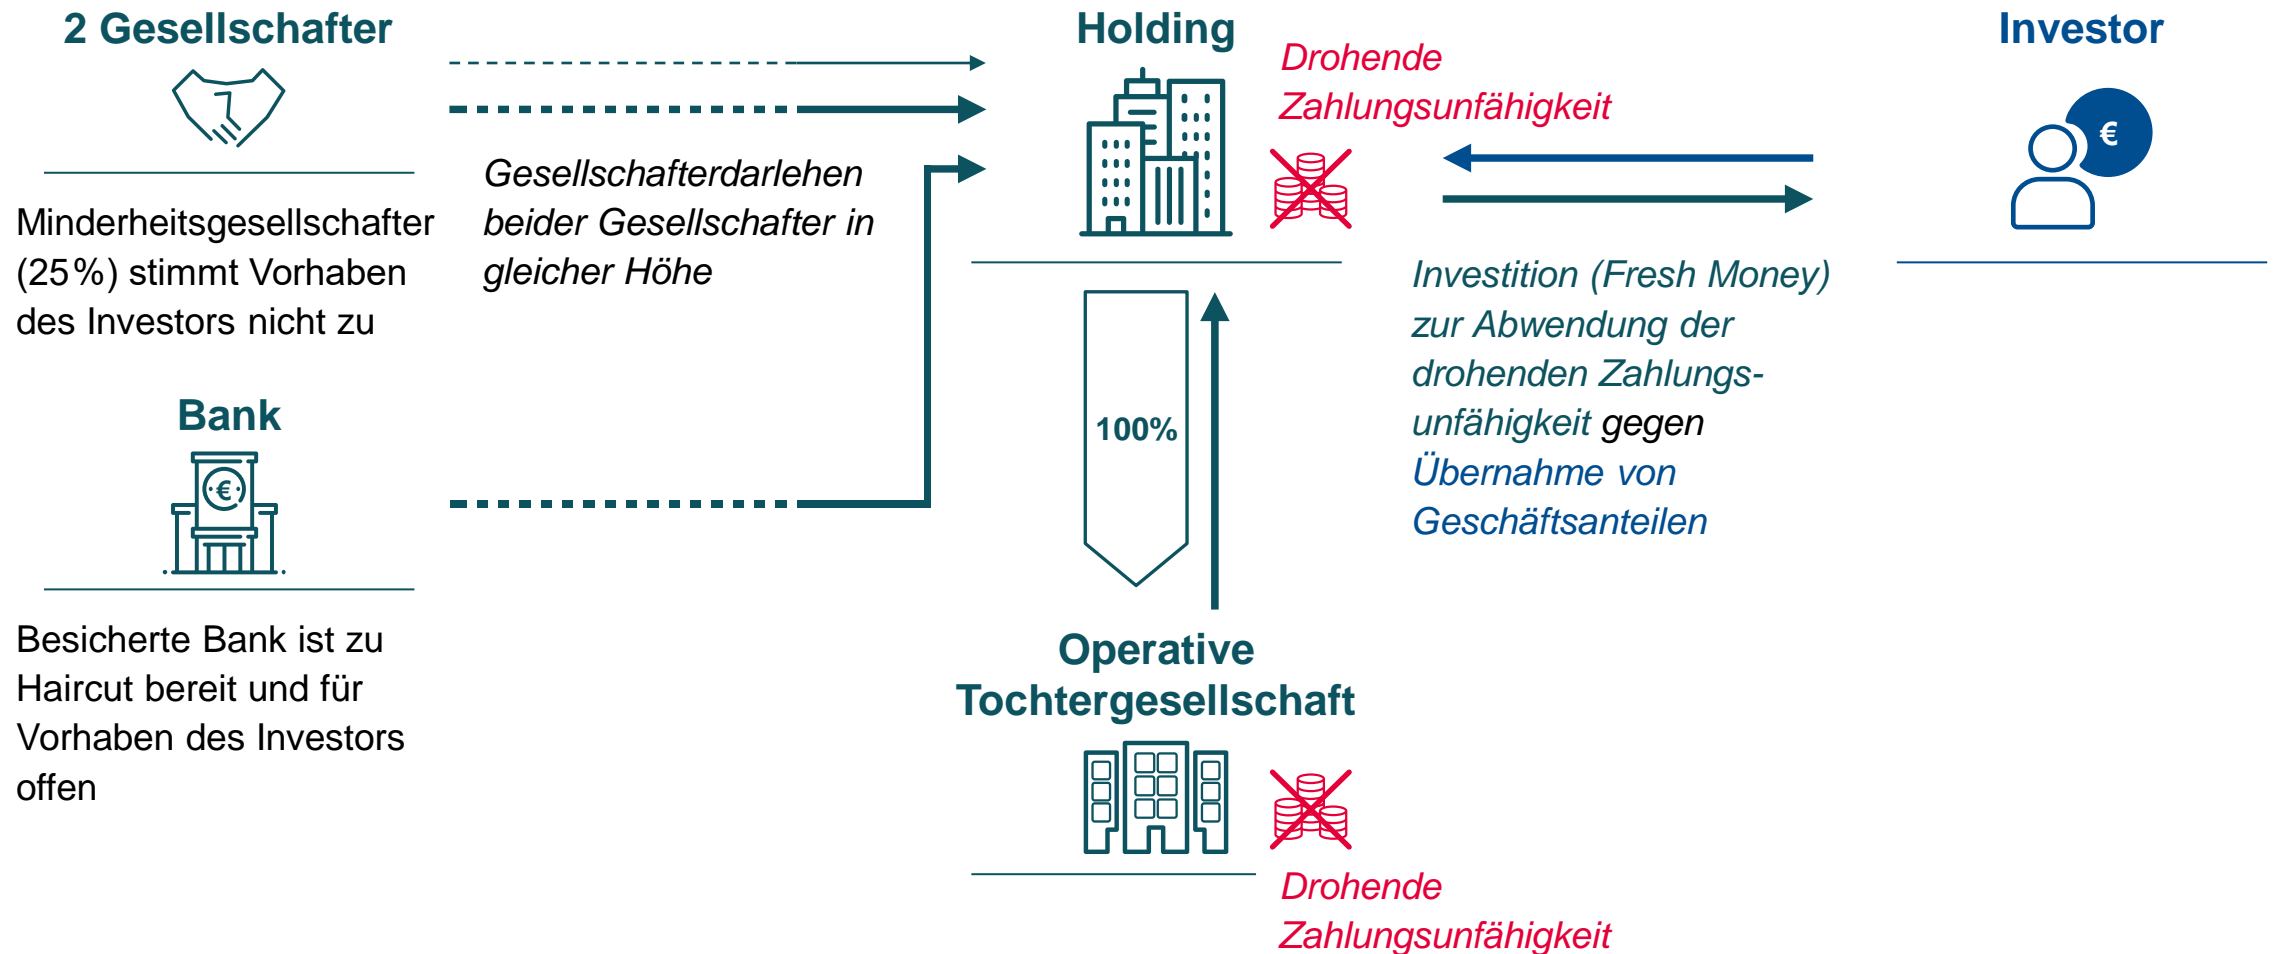 2 Gesellschafter
Minderheitsgesellschafter
(25%) stimmt Vorhaben
des Investors nicht zu
Bank
€
Besicherte Bank ist zu
Haircut bereit und für
Vorhaben des Investors
offen
Gesellschafterdarlehen
beider Gesellschafter in
gleicher Höhe
Holding
Drohende
Zahlungsunfähigkeit
100%
Operative
Tochtergesellschaft
Drohende
Zahlungsunfähigkeit
Investor
€
Investition (Fresh Money)
zur Abwendung der
drohenden Zahlungs-
unfähigkeit gegen
Übernahme von
Geschäftsanteilen